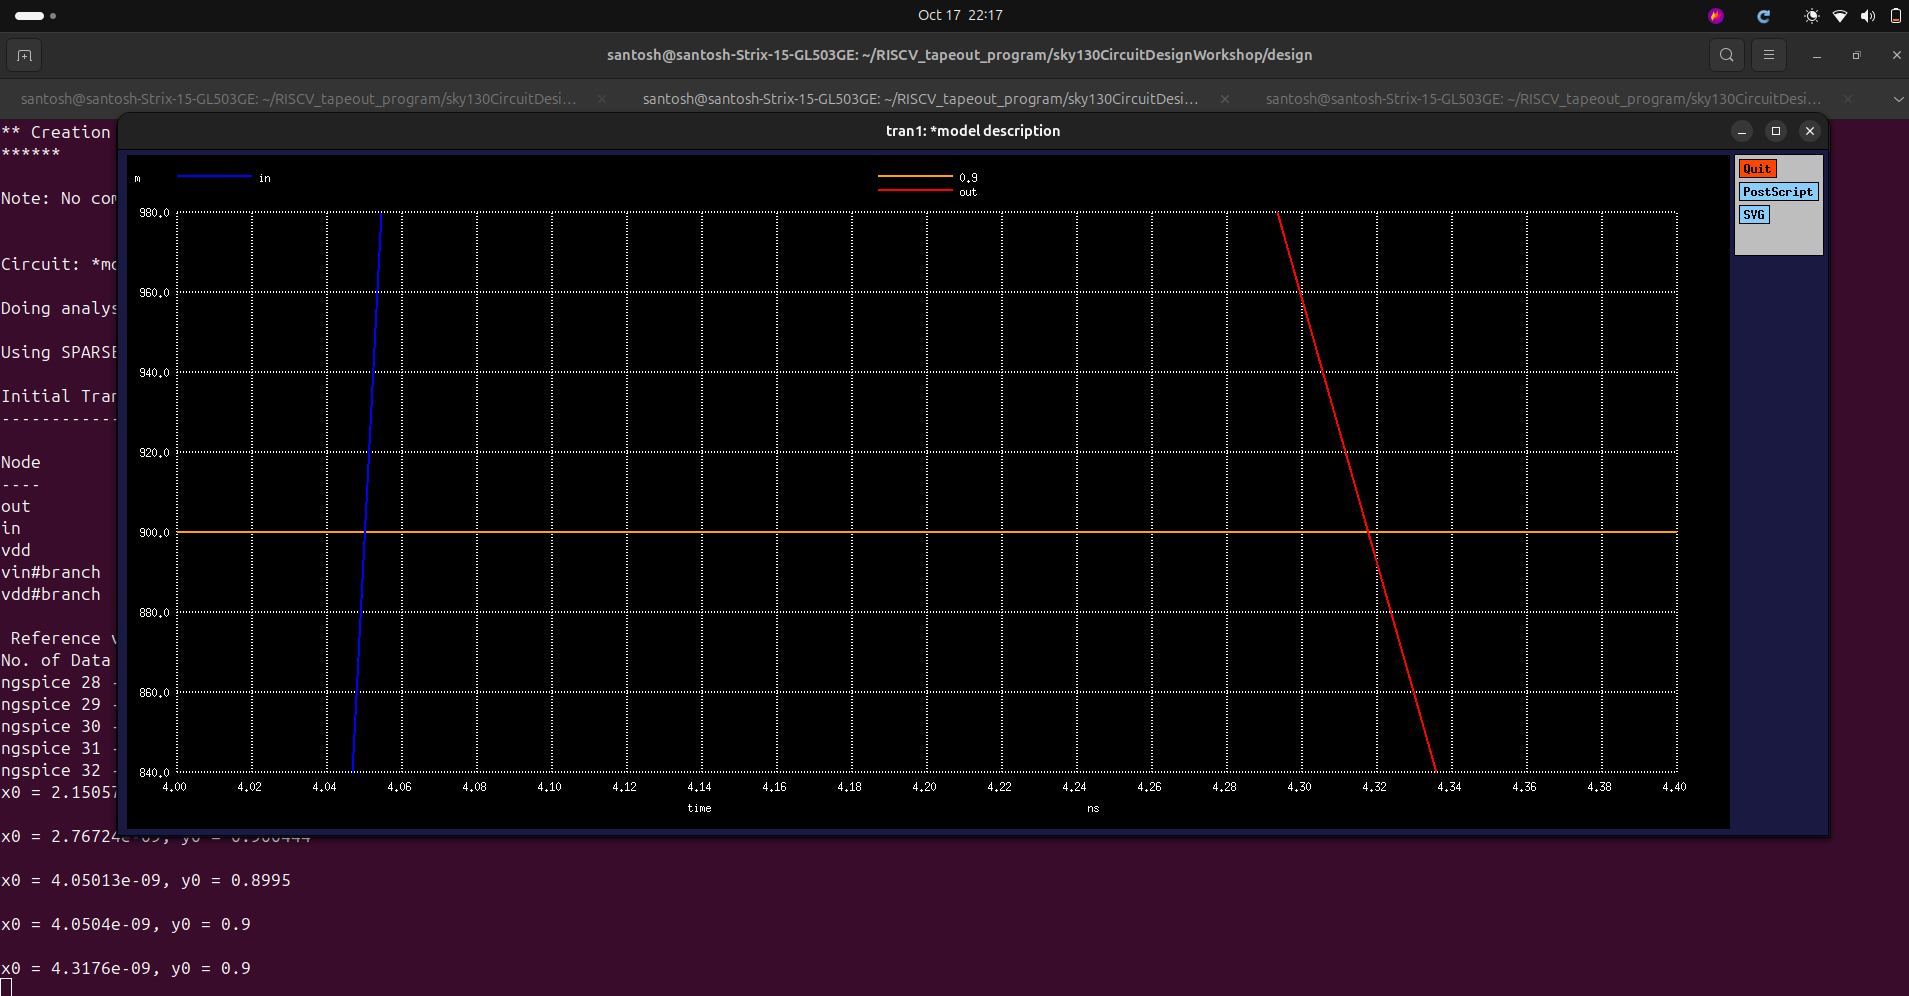 Oct 17 22:17
santosh@santosh-Strix-15-GL503GE: ~/RISCV_tapeout_program/sky130CircuitDesignWorkshop/design
santosh@santosh-Strix-15-GL503GE: ~/RISCV_tapeout_program/sky130CircuitDesi...
santosh@santosh-Strix-15-GL503GE: ~/RISCV_tapeout_program/sky130CircuitDesi...
santosh@santosh-Strix-15-GL503GE: ~/RISCV_tapeout_program/sky130CircuitDesi...
** Creation
******
Note: No com
Circuit: *mo
Doing analys
Using SPARSE
Initial Tran
------------
Node
----
out
in
vdd
vin#branch
vdd#branch
Reference v
No. of Data
ngspice 28 -
ngspice 29 -
ngspice 30 -
ngspice 31 -
ngspice 32 -
x0 = 2.15057
x0 = 2.76724e-09, y0 =
x0 = 4.05013e-09, y0 = 0.8995
x0 = 4.0504e-09, y0 = 0.9
x0 = 4.3176e-09, y0 = 0.9
tran1: *model description
m
in
0.9
out
Quit
PostScript
SVG
980.0
960.0
940.0
920.0
900.0
880.0
860.0
840.0
4.00 4.02 4.04 4.06 4.08 4.10 4.12 4.14 4.16 4.18 4.20 4.22 4.24 4.26 4.28 4.30 4.32 4.34 4.36 4.38 4.40
time ns